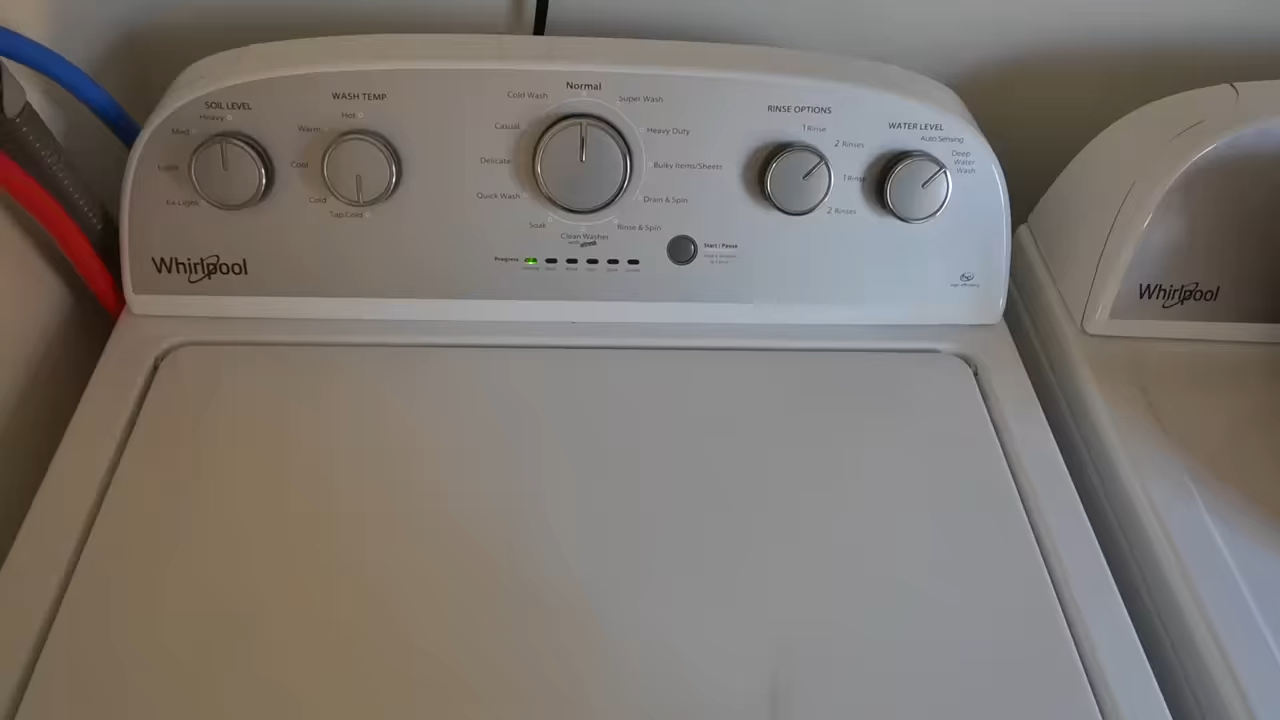 SOIL LEVEL
Heavy
Med
Light
Ex Light
WASH TEMP
Hot
Warm
Cool
Cold
Tap Cold
Normal
Cold Wash
Super Wash
Casual
Heavy Duty
Delicate
Bulky Items/Sheets
Quick Wash
Drain & Spin
Soak
Rinse & Spin
Clean Washer
with
Progress
Start / Pause
RINSE OPTIONS
1 Rinse
2 Rinses
1 Rinse
2 Rinses
WATER LEVEL
Auto Sensing
Deep
Water
Wash
Whirlpool
high efficiency
Whirlpool